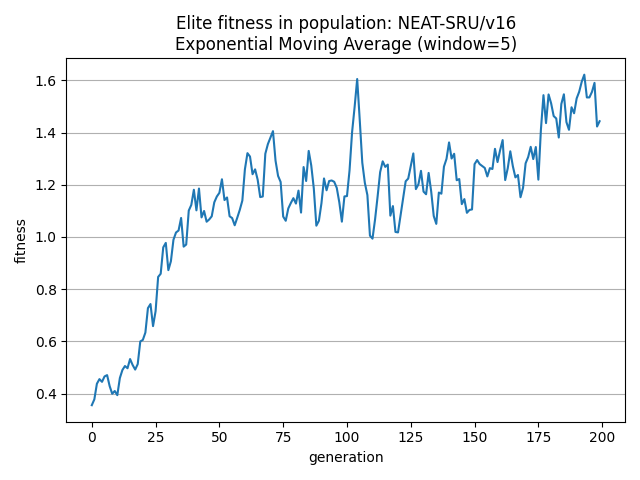 Elite fitness in population: NEAT-SRU/v16
Exponential Moving Average (window=5)
fitness
1.6
1.4
1.2
1.0
0.8
0.6
0.4
0 25 50 75 100 125 150 175 200
generation